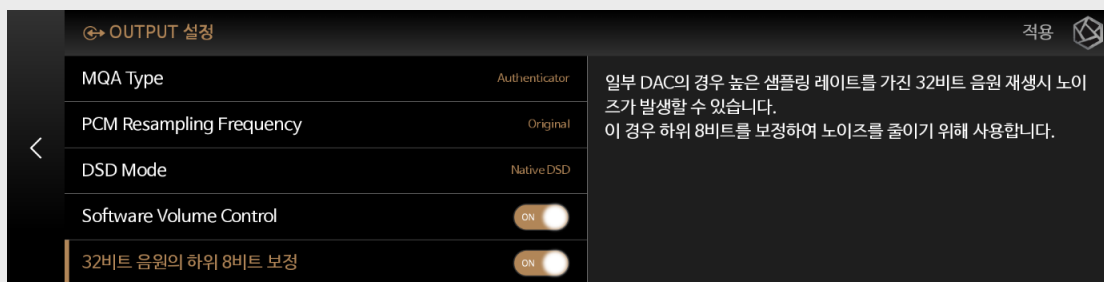 OUTPUT 설정
적용
MQA Type
Authenticator
PCM Resampling Frequency
Original
DSD Mode
Native DSD
Software Volume Control
ON
32비트 음원의 하위 8비트 보정
ON
일부 DAC의 경우 높은 샘플링 레이트를 가진 32비트 음원 재생시 노이
즈가 발생할 수 있습니다.
이 경우 하위 8비트를 보정하여 노이즈를 줄이기 위해 사용합니다.